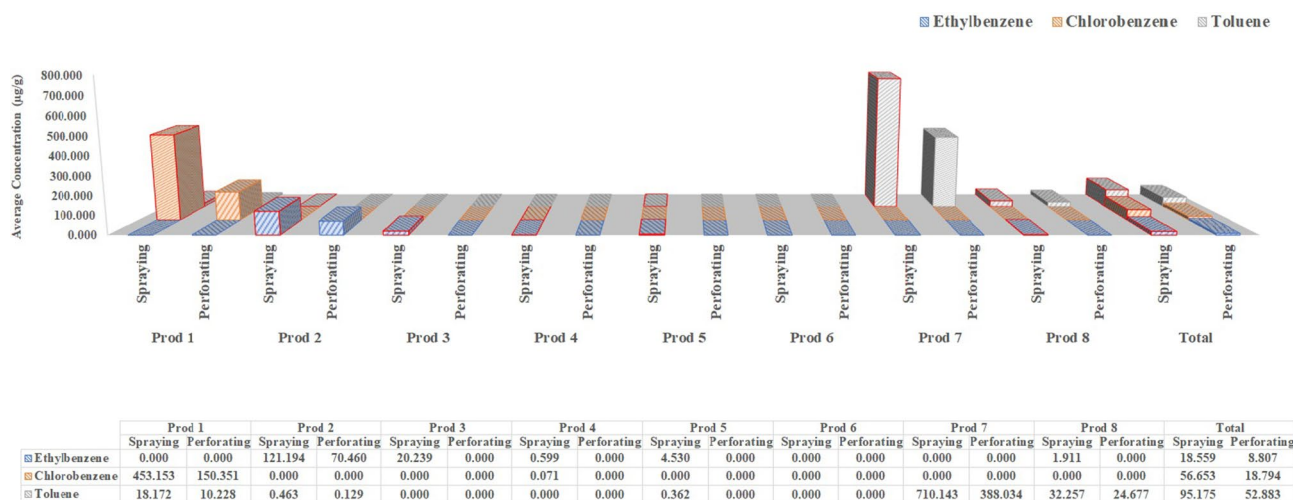 Ethylbenzene Chlorobenzene Toluene
Average Concentration (µg/g)
800.000
700.000
600.000
500.000
400.000
300.000
200.000
100.000
0.000
Spraying Perforating Spraying Perforating Spraying Perforating Spraying Perforating Spraying Perforating Spraying Perforating Spraying Perforating Spraying Perforating Spraying Perforating
Prod 1 Prod 2 Prod 3 Prod 4 Prod 5 Prod 6 Prod 7 Prod 8 Total
Prod 1 Prod 2 Prod 3 Prod 4 Prod 5 Prod 6 Prod 7 Prod 8 Total
Spraying Perforating Spraying Perforating Spraying Perforating Spraying Perforating Spraying Perforating Spraying Perforating Spraying Perforating Spraying Perforating Spraying Perforating
Ethylbenzene 0.000 0.000 121.194 70.460 20.239 0.000 0.599 0.000 4.530 0.000 0.000 0.000 0.000 0.000 1.911 0.000 18.559 8.807
Chlorobenzene 453.153 150.351 0.000 0.000 0.000 0.000 0.071 0.000 0.000 0.000 0.000 0.000 0.000 0.000 0.000 0.000 56.653 18.794
Toluene 18.172 10.228 0.463 0.129 0.000 0.000 0.000 0.000 0.362 0.000 0.000 0.000 710.143 388.034 32.257 24.677 55.175 52.883